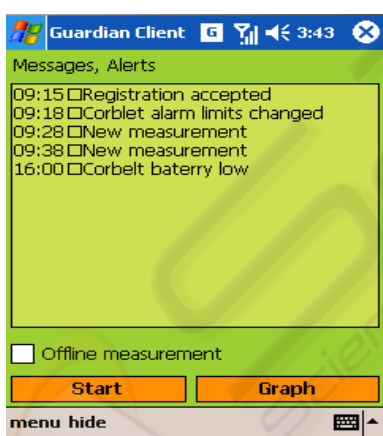 Guardian Client G 3:43
Messages, Alerts
09:15□Registration accepted
09:18□Corblet alarm limits changed
09:28□New measurement
09:38□New measurement
16:00□Corbelt baterry low
Offline measurement
Start Graph
menu hide